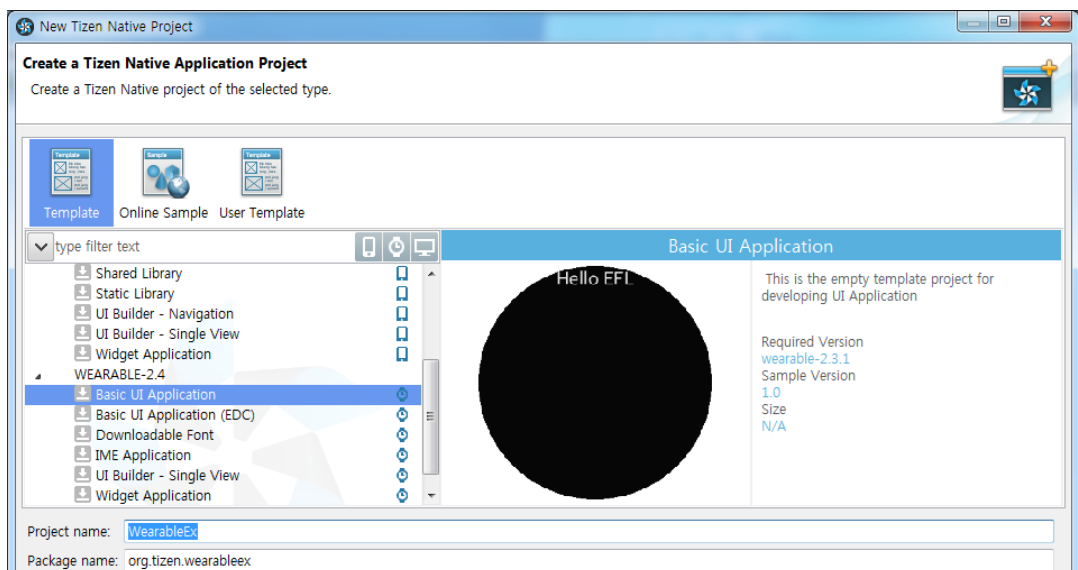 New Tizen Native Project
Create a Tizen Native Application Project
Create a Tizen Native project of the selected type.
Template
Sample
Template
Template
Online Sample
User Template
type filter text
Basic UI Application
Shared Library
Static Library
UI Builder - Navigation
UI Builder - Single View
Widget Application
WEARABLE-2.4
Basic UI Application
Basic UI Application (EDC)
Downloadable Font
IME Application
UI Builder - Single View
Widget Application
Hello EFL
This is the empty template project for
developing UI Application
Required Version
wearable-2.3.1
Sample Version
1.0
Size
N/A
Project name: WearableEx
Package name: org.tizen.wearableex